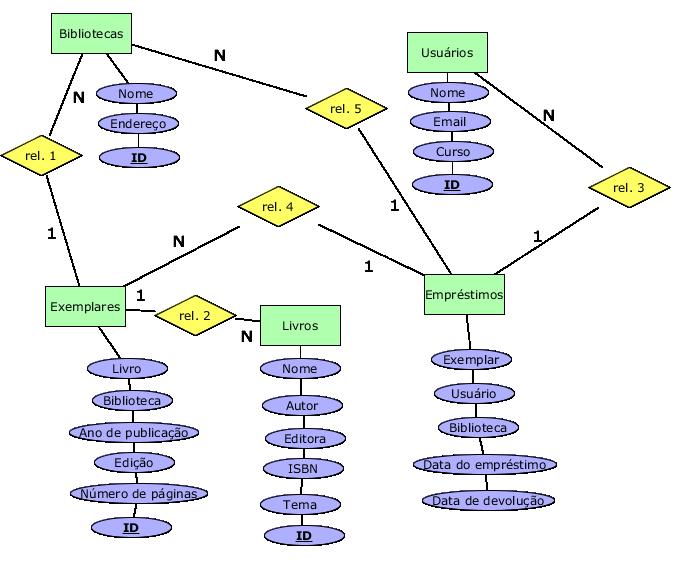 Bibliotecas
Nome
Endereço
ID
N
N
rel. 1
1
rel. 5
1
Usuários
Nome
Email
Curso
ID
N
rel. 3
1
rel. 4
N
1
Exemplares
1
rel. 2
N
Livros
Empréstimos
Livro
Biblioteca
Ano de publicação
Edição
Número de páginas
ID
Nome
Autor
Editora
ISBN
Tema
ID
Exemplar
Usuário
Biblioteca
Data do empréstimo
Data de devolução